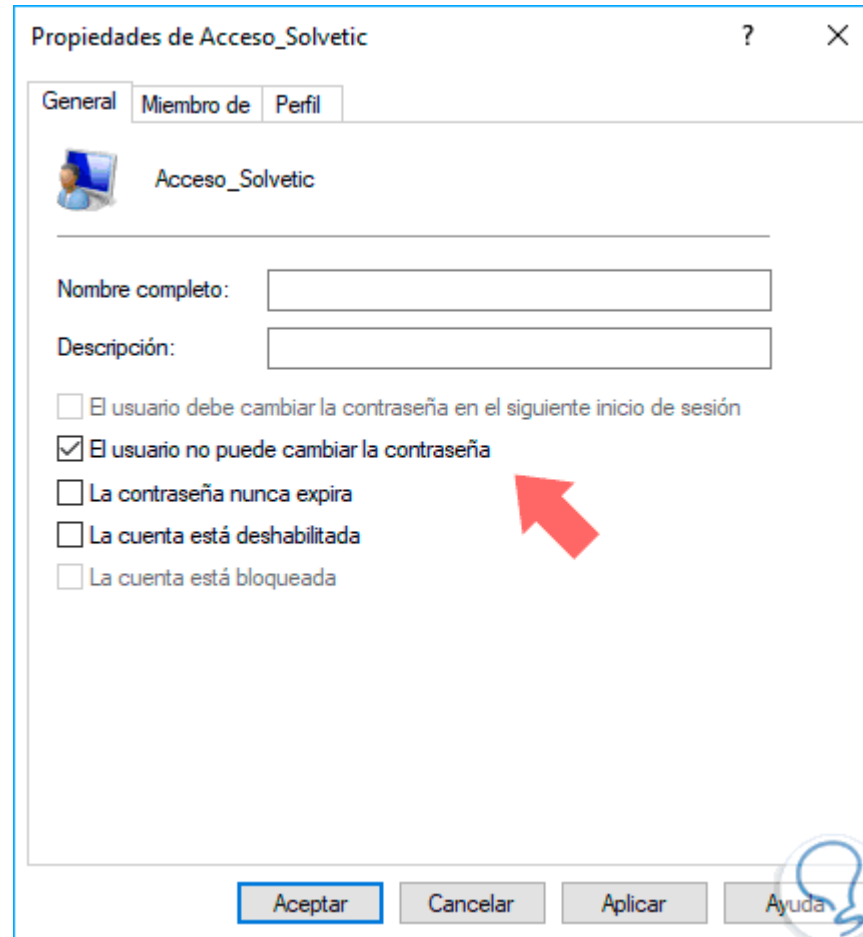 Propiedades de Acceso_Solvetic ?
General Miembro de Perfil
Acceso_Solvetic
Nombre completo:
Descripción:
El usuario debe cambiar la contraseña en el siguiente inicio de sesión
El usuario no puede cambiar la contraseña
La contraseña nunca expira
La cuenta está deshabilitada
La cuenta está bloqueada
Aceptar Cancelar Aplicar Ayuda